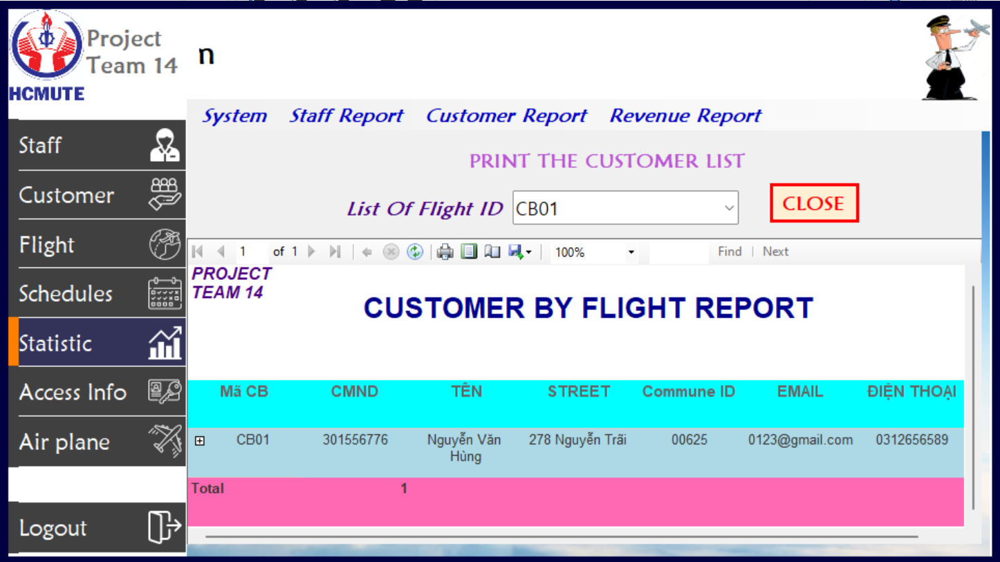 Project
Team 14
HCMUTE
n
System Staff Report Customer Report Revenue Report
Staff
Customer
Flight
Schedules
Statistic
Access Info
Air plane
Logout
PRINT THE CUSTOMER LIST
List Of Flight ID CB01 CLOSE
1 of 1 100% Find | Next
PROJECT
TEAM 14
CUSTOMER BY FLIGHT REPORT
Mã CB CMND TÊN STREET Commune ID EMAIL ĐIỆN THOẠI
CB01 301556776 Nguyễn Văn 278 Nguyễn Trãi 00625 0123@gmail.com 0312656589
Hùng
Total 1